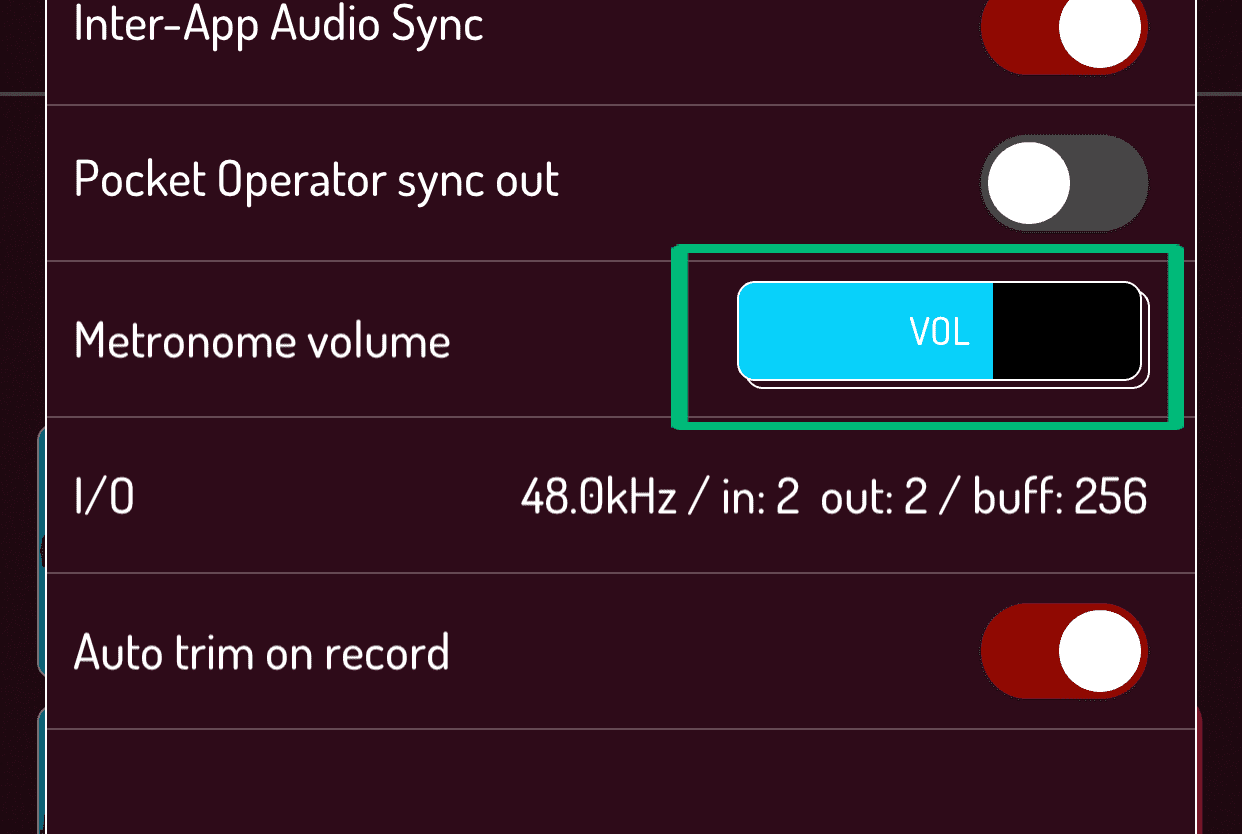 Inter-App Audio Sync
Pocket Operator sync out
Metronome volume VOL
I/O 48.0kHz / in: 2 out: 2 / buff: 256
Auto trim on record